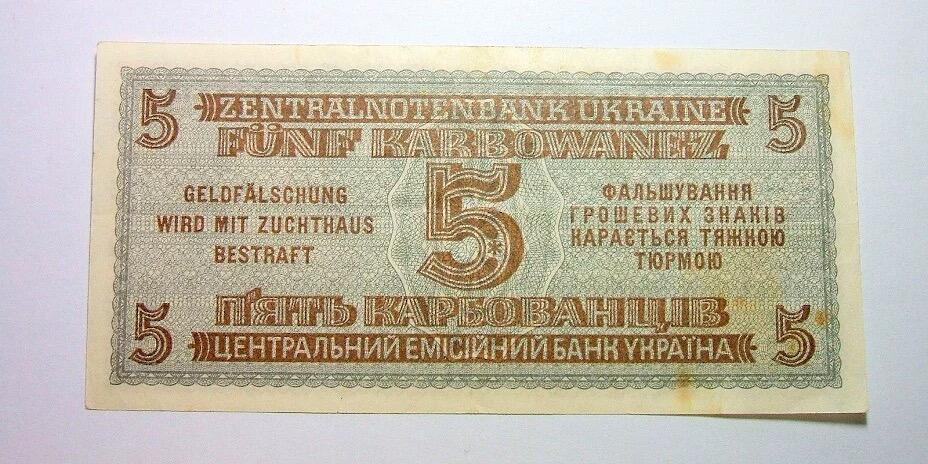 5 ZENTRALNOTENBANK UKRAINE 5
FÜNF KARBOWANEZ
GELDFÄLSCHUNG
WIRD MIT ZUCHTHAUS
BESTRAFT
5
ФАЛЬШУВАННЯ
ГРОШЕВИХ ЗНАКІВ
КАРАЄТЬСЯ ТЯЖКОЮ
ТЮРМОЮ
П'ЯТЬ КАРБОВАНЦІВ
5 ЦЕНТРАЛЬНИЙ ЕМІСІЙНИЙ БАНК УКРАЇНА 5